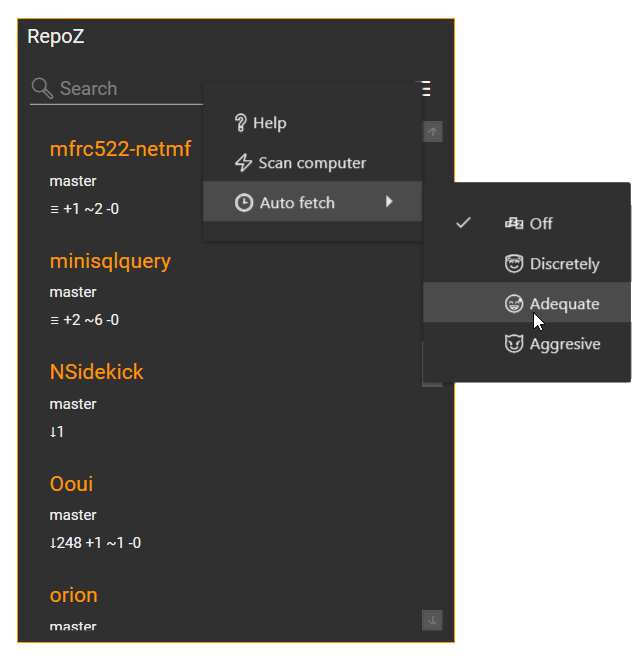 RepoZ
Search
Help
Scan computer
Auto fetch
Off
Discretely
Adequate
Aggresive
mfrc522-netmf
master
≡ +1 ~2 -0
minisqlquery
master
≡ +2 ~6 -0
NSidekick
master
↓1
Ooui
master
↓248 +1 ~1 -0
orion
master